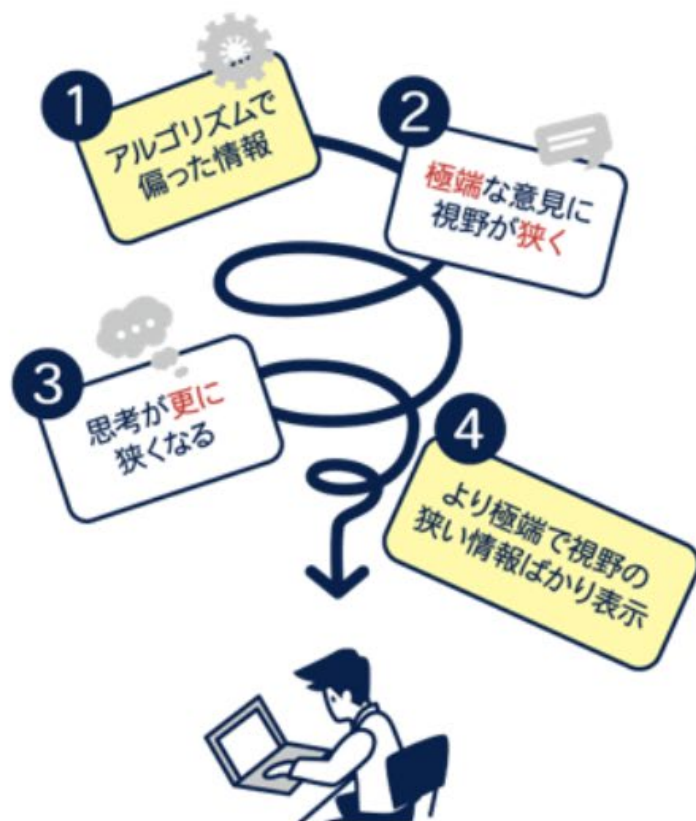 1
アルゴリズムで
偏った情報
2
極端な意見に
視野が狭く
3
思考が更に
狭くなる
4
より極端で視野の
狭い情報ばかり表示